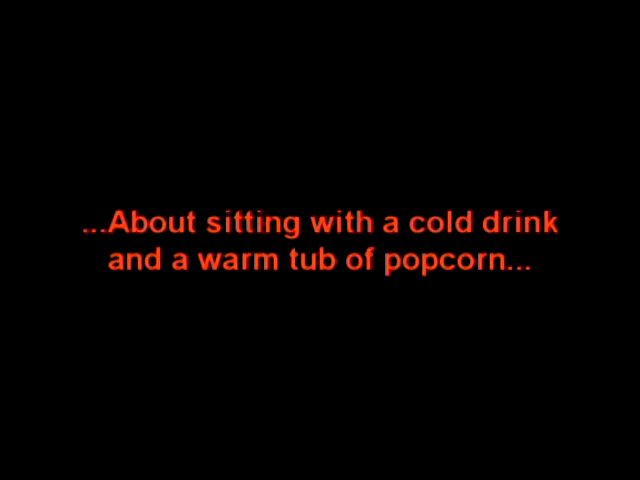 ...About sitting with a cold drink
and a warm tub of popcorn...